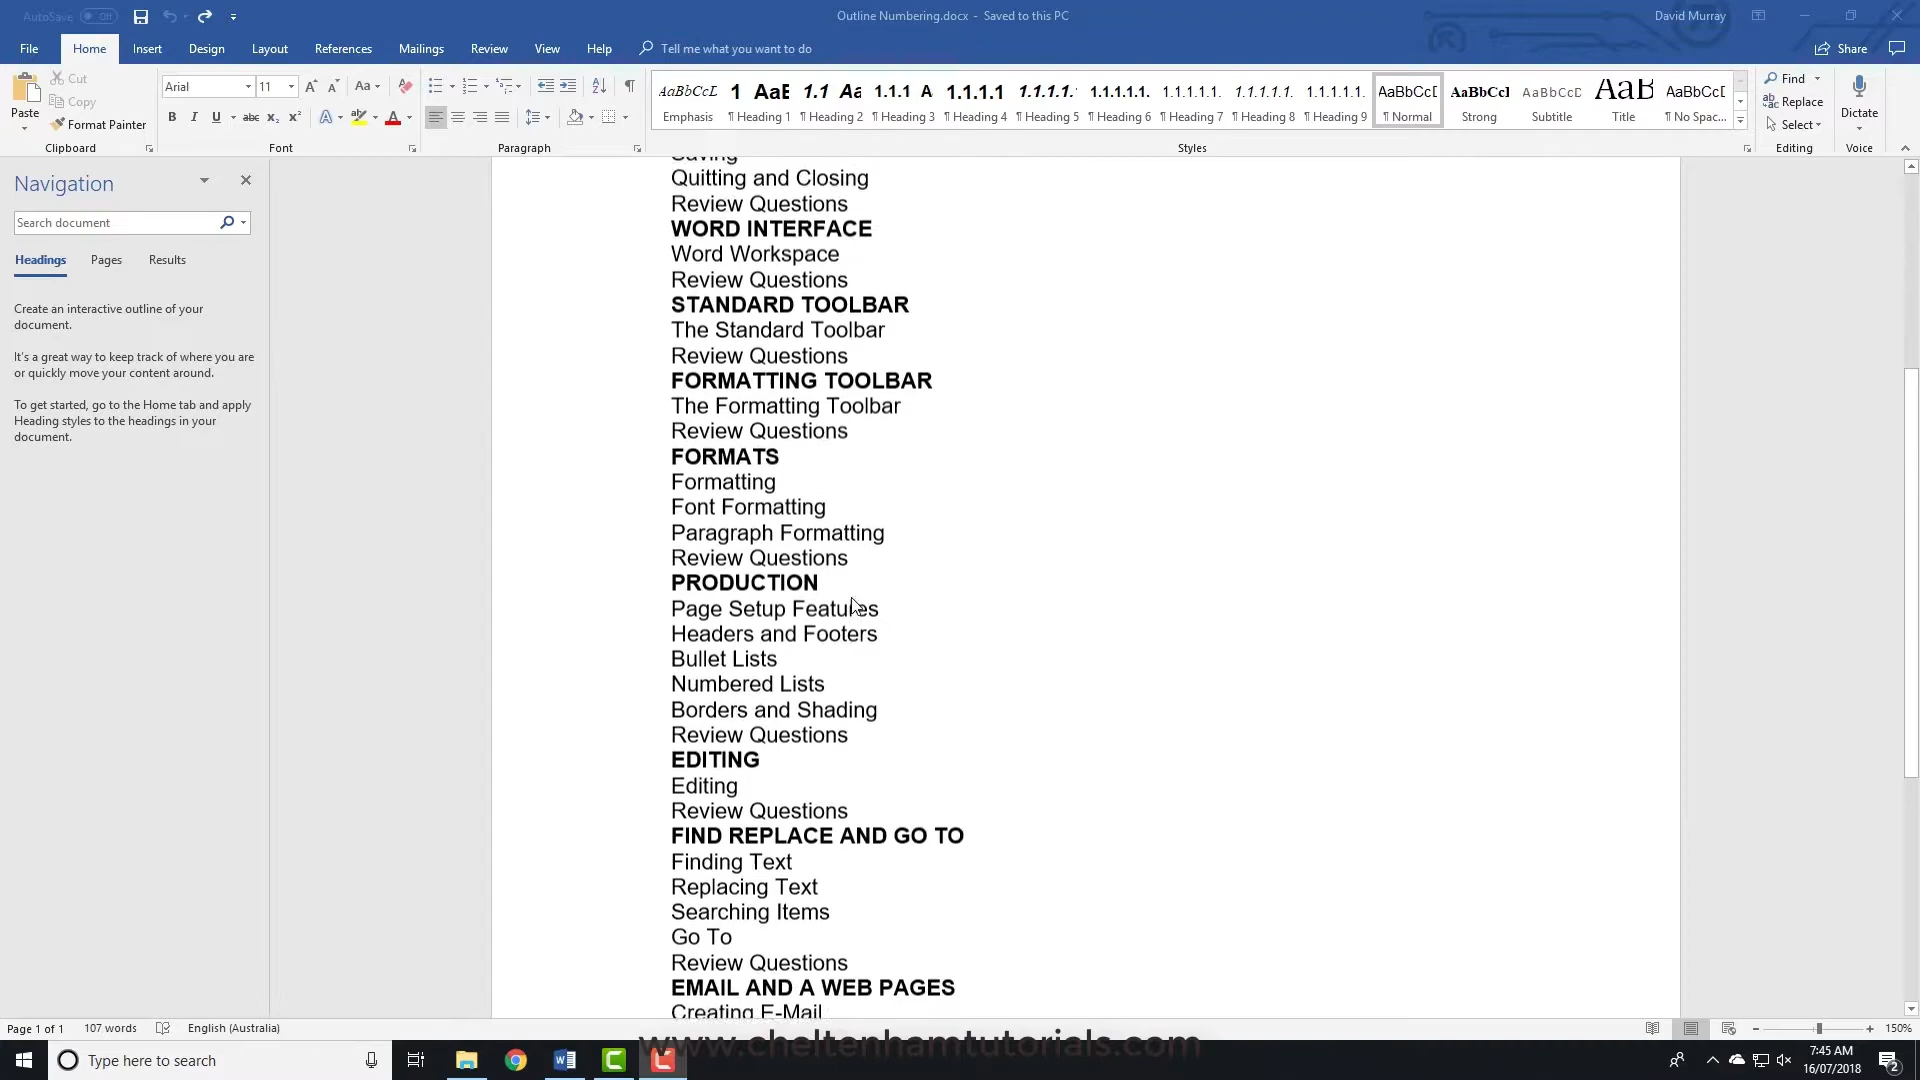 AutoSave Off Outline Numbering.docx - Saved to this PC David Murray
File Home Insert Design Layout References Mailings Review View Help Tell me what you want to do Share
Paste Cut Copy Format Painter
Clipboard
Arial 11
Aa
B I U abc x₂ x² A ab A
Font
Paragraph
AaBbCcL 1 AaE 1.1 Aa 1.1.1 A 1.1.1.1 1.1.1.1. 1.1.1.1.1. 1.1.1.1.1. 1.1.1.1.1. 1.1.1.1.1. AaBbCcD AaBbCcI AaBbCcD AaB AaBbCcD
Emphasis ¶ Heading 1 ¶ Heading 2 ¶ Heading 3 ¶ Heading 4 ¶ Heading 5 ¶ Heading 6 ¶ Heading 7 ¶ Heading 8 ¶ Heading 9 ¶ Normal Strong Subtitle Title ¶ No Spac...
Styles
Find
Replace
Select
Editing
Dictate
Voice
Navigation
Search document
Headings Pages Results
Create an interactive outline of your
document.
It's a great way to keep track of where you are
or quickly move your content around.
To get started, go to the Home tab and apply
Heading styles to the headings in your
document.
Saving
Quitting and Closing
Review Questions
WORD INTERFACE
Word Workspace
Review Questions
STANDARD TOOLBAR
The Standard Toolbar
Review Questions
FORMATTING TOOLBAR
The Formatting Toolbar
Review Questions
FORMATS
Formatting
Font Formatting
Paragraph Formatting
Review Questions
PRODUCTION
Page Setup Features
Headers and Footers
Bullet Lists
Numbered Lists
Borders and Shading
Review Questions
EDITING
Editing
Review Questions
FIND REPLACE AND GO TO
Finding Text
Replacing Text
Searching Items
Go To
Review Questions
EMAIL AND A WEB PAGES
Creating E-Mail
Page 1 of 1 107 words English (Australia) 150%
www.cheltenhamtutorials.com
Type here to search
7:45 AM
16/07/2018
2